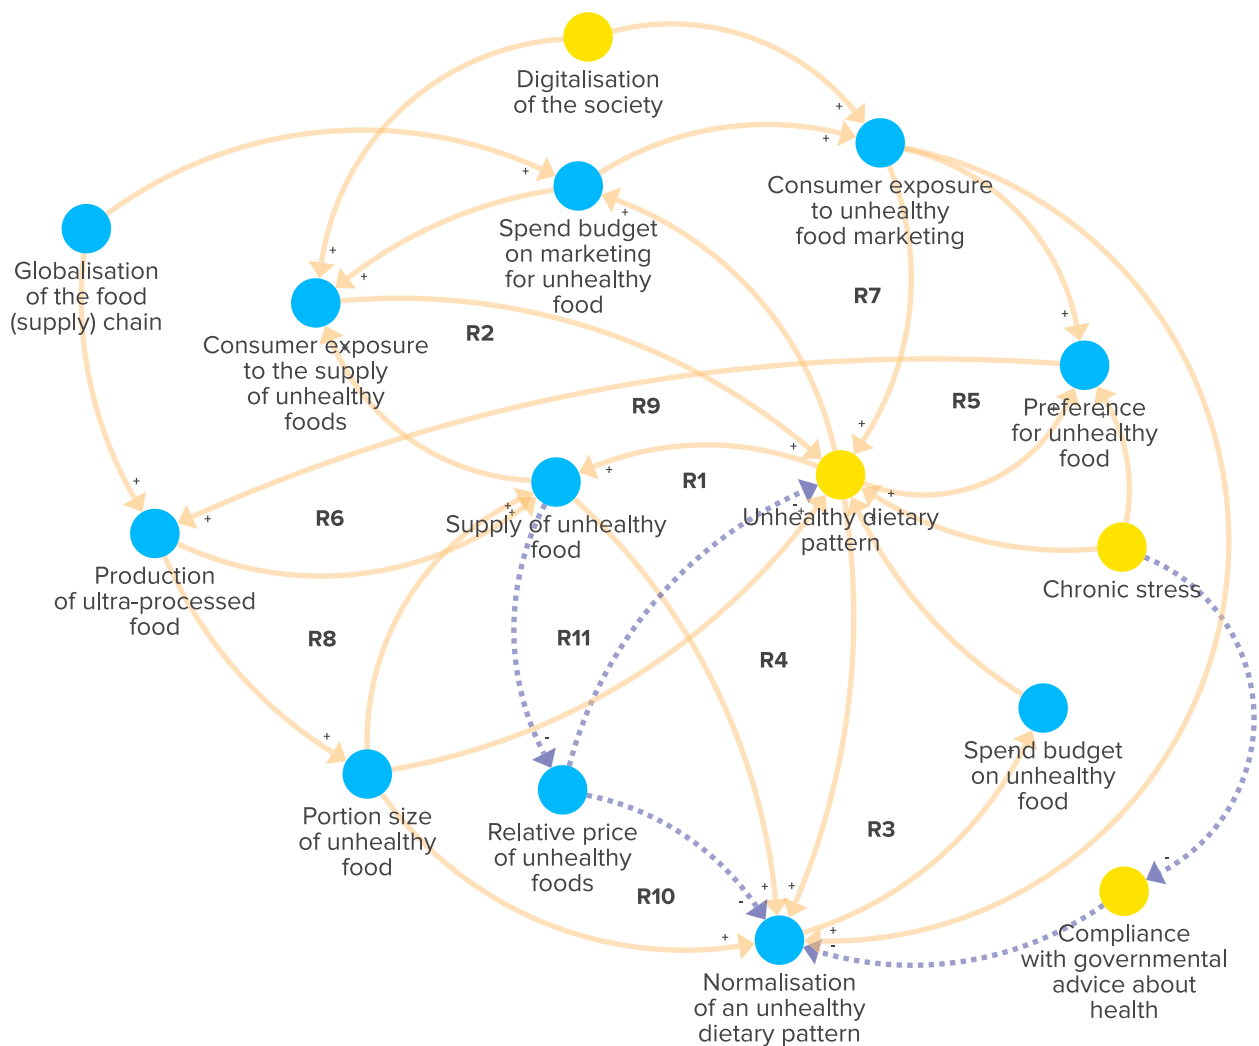 Digitalisation
of the society
Consumer exposure
to unhealthy
food marketing
Spend budget
on marketing
for unhealthy
food
Globalisation
of the food
(supply) chain
R7
Consumer exposure
to the supply
of unhealthy
foods
R2
R9
R5
Preference
for unhealthy
food
R1
R6
Supply of unhealthy
food
Unhealthy dietary
pattern
Production
of ultra-processed
food
Chronic stress
R8
R11
R4
Spend budget
on unhealthy
food
Portion size
of unhealthy
food
Relative price
of unhealthy
foods
R3
R10
Compliance
with governmental
advice about
health
Normalisation
of an unhealthy
dietary pattern